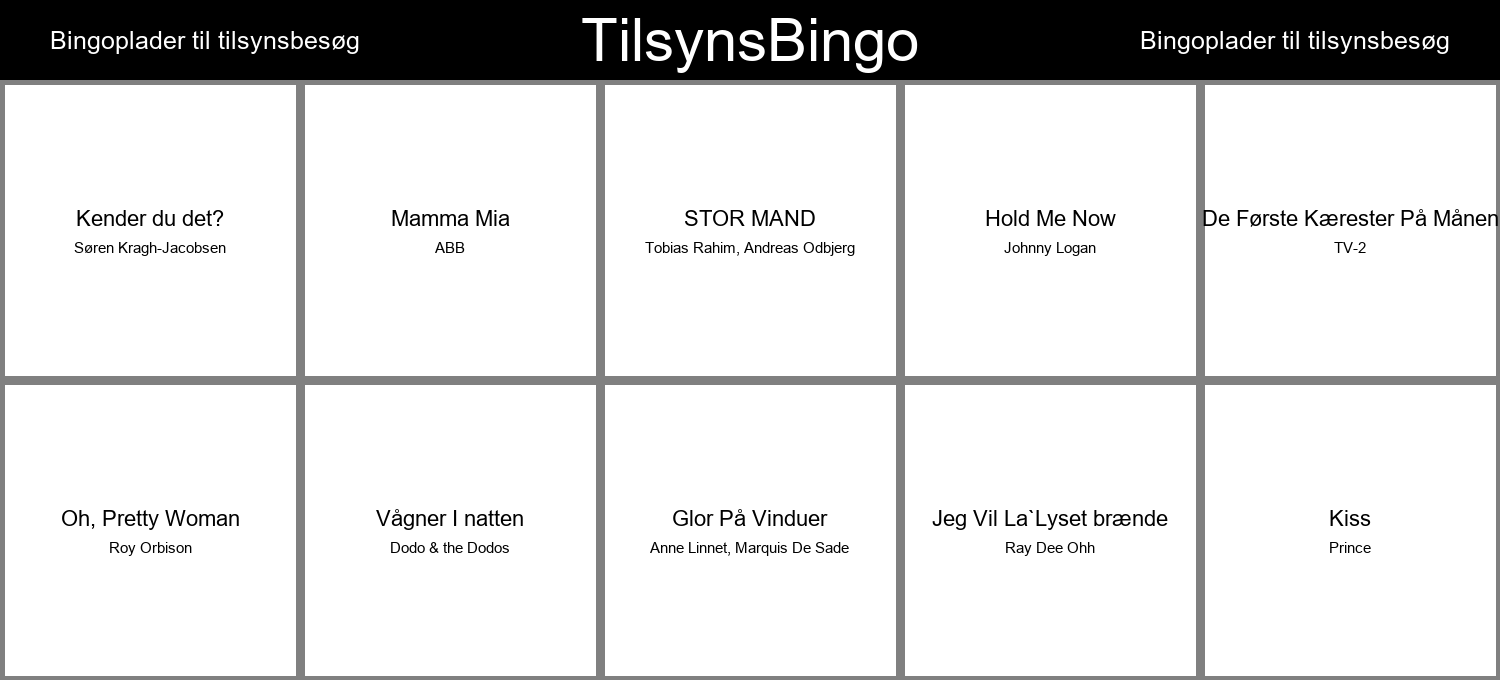 Bingoplader til tilsynsbesøg
TilsynsBingo
Bingoplader til tilsynsbesøg
Kender du det?
Søren Kragh-Jacobsen
Mamma Mia
ABB
STOR MAND
Tobias Rahim, Andreas Odbjerg
Hold Me Now
Johnny Logan
De Første Kærester På Månen
TV-2
Oh, Pretty Woman
Roy Orbison
Vågner I natten
Dodo & the Dodos
Glor På Vinduer
Anne Linnet, Marquis De Sade
Jeg Vil La`Lyset brænde
Ray Dee Ohh
Kiss
Prince